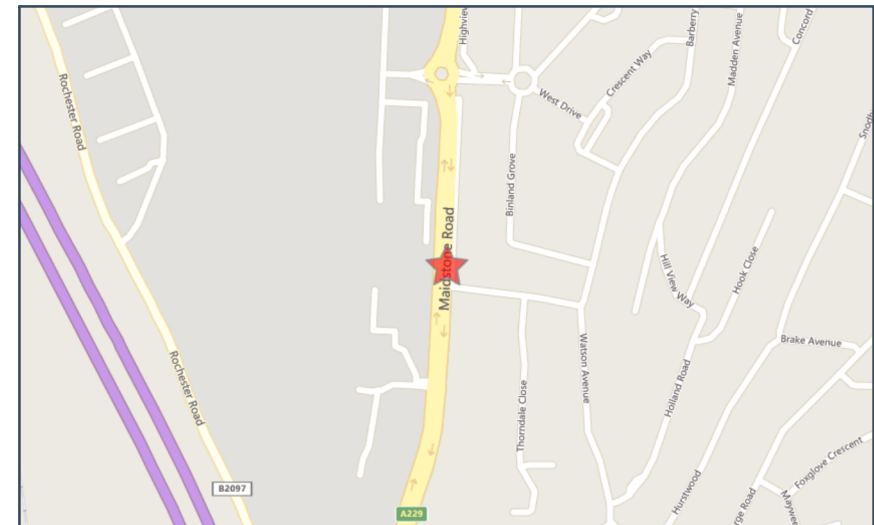 Highview
Barberry
Madden Avenue
Concord
Crescent Way
Rochester Road
West Drive
Binland Grove
Maidstone Road
Hill View Way
Hook Close
Brake Avenue
Watson Avenue
Rochester Road
Holland Road
Thorndale Close
Foxglove Crescent
Hurstwood
B2097
A229